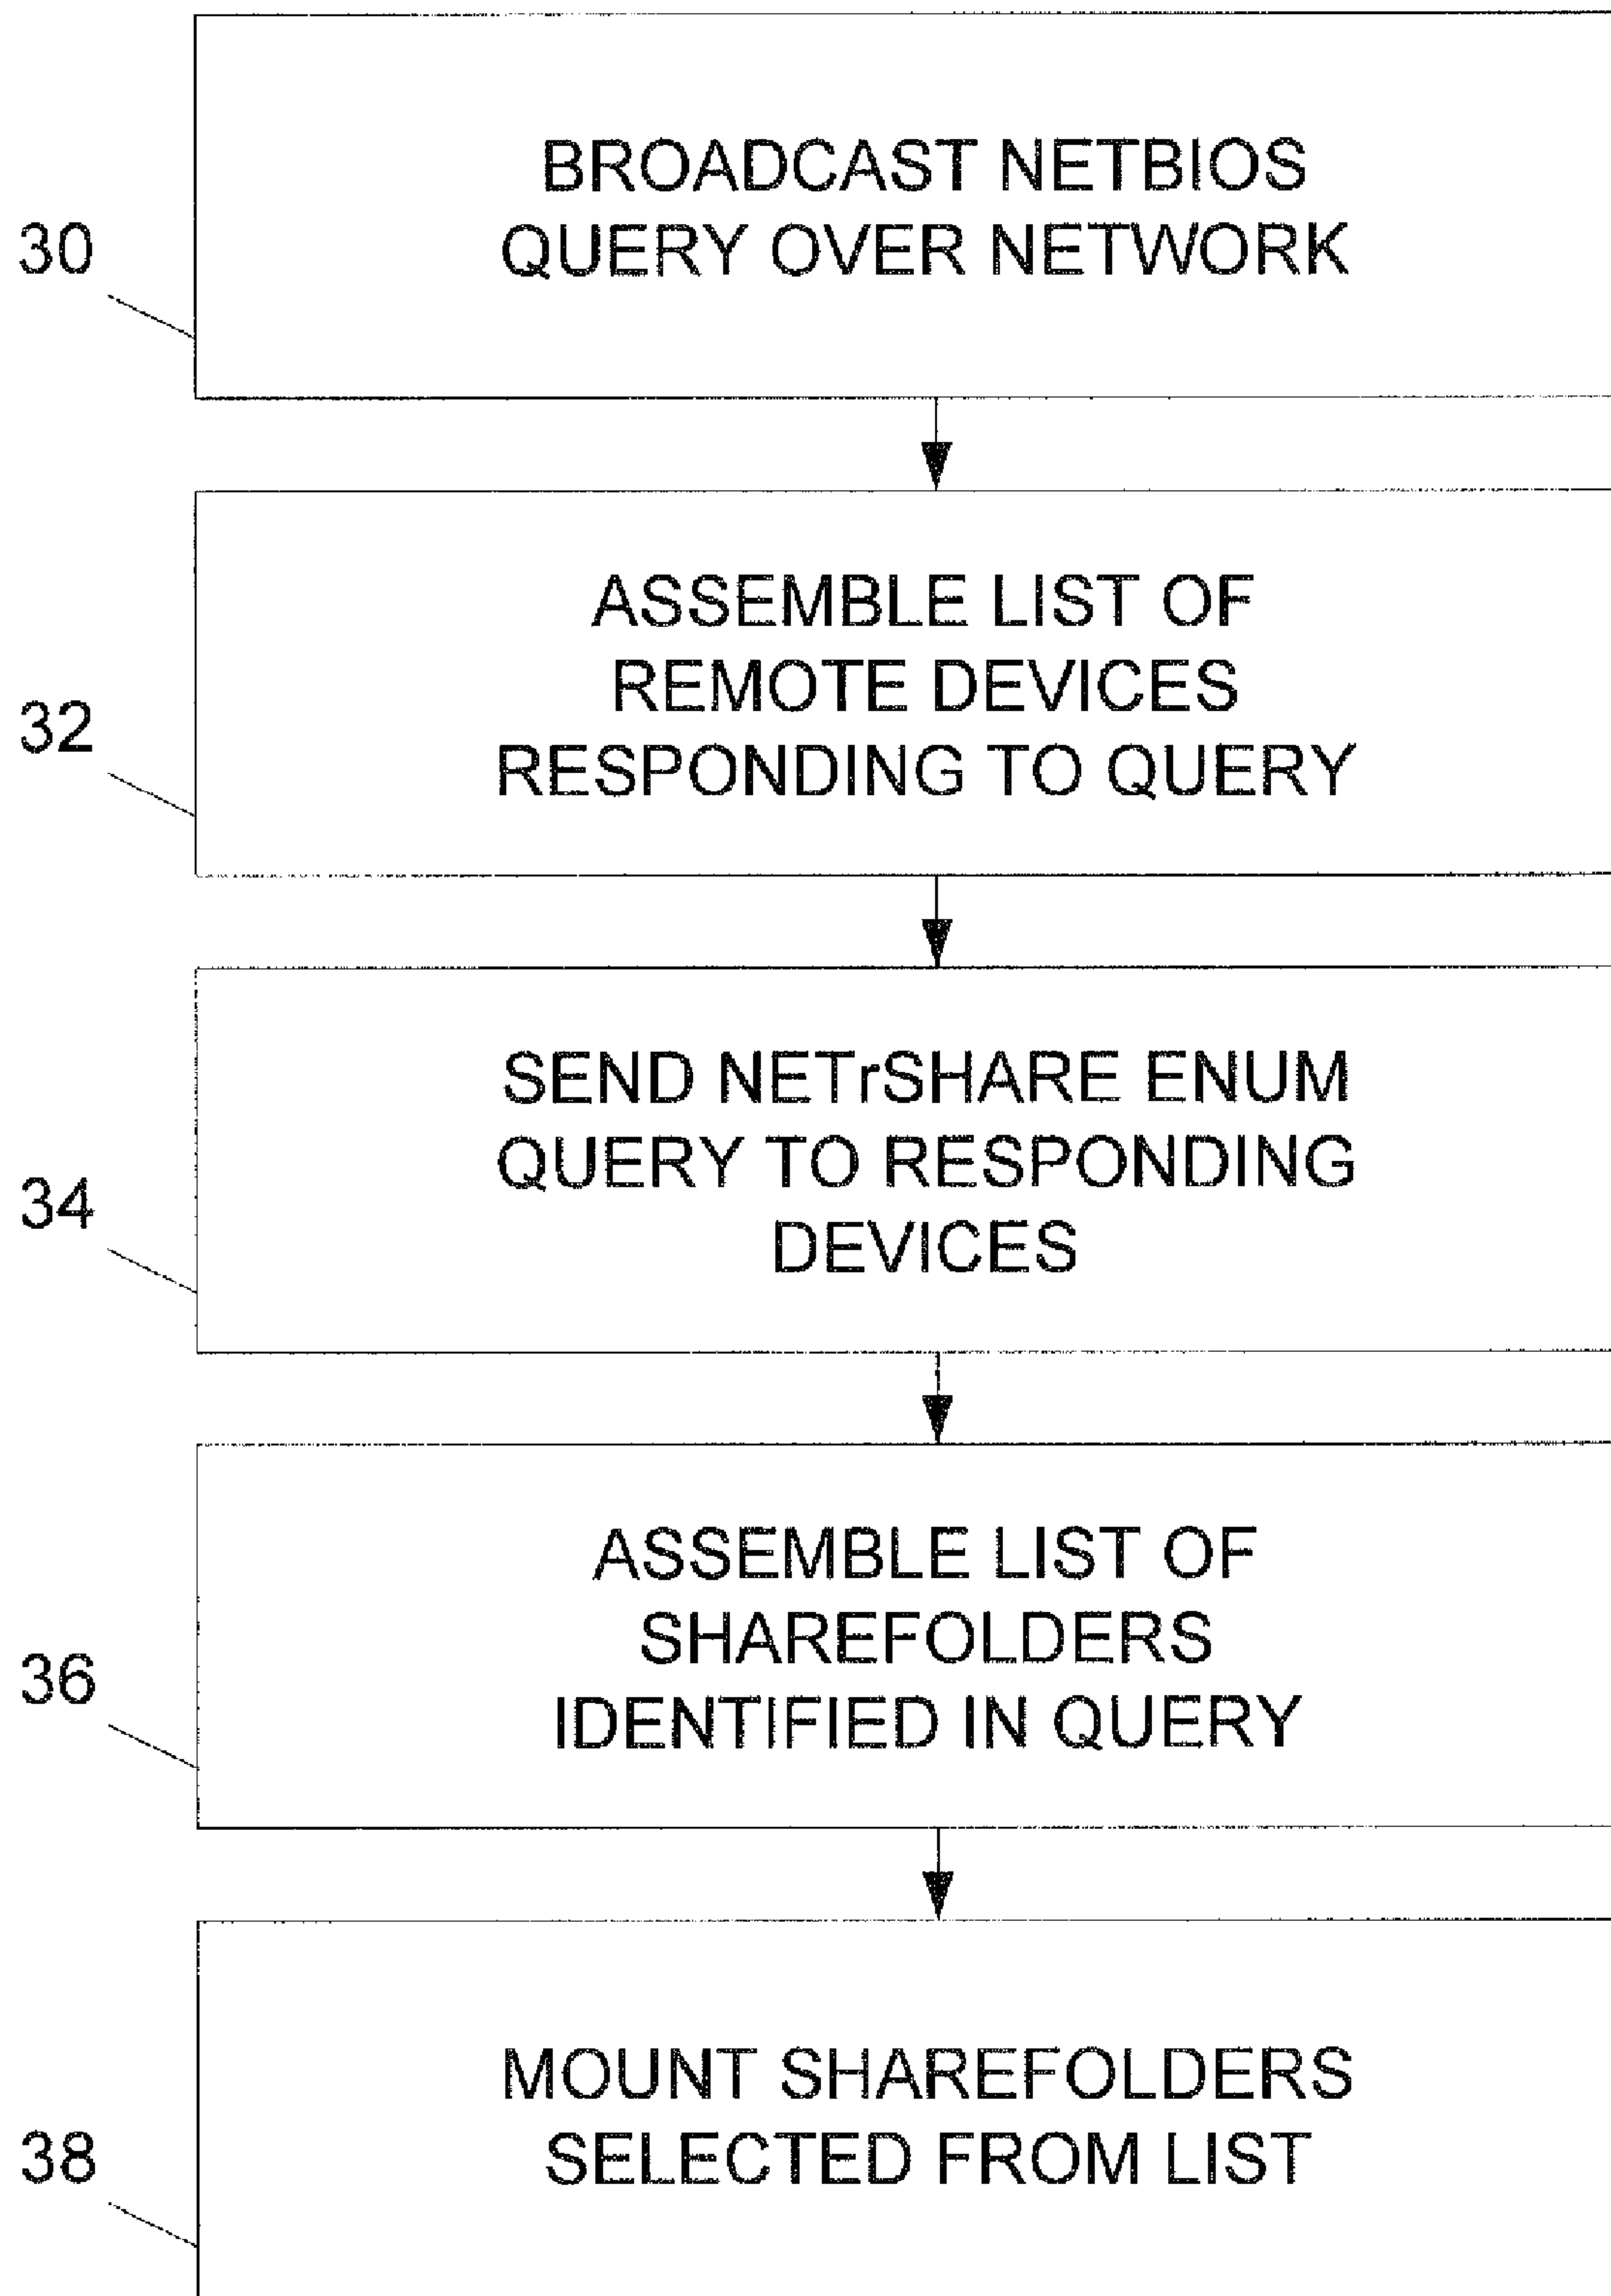 BROADCAST NETBIOS
QUERY OVER NETWORK
30
ASSEMBLE LIST OF
REMOTE DEVICES
RESPONDING TO QUERY
32
SEND NETrSHARE ENUM
QUERY TO RESPONDING
DEVICES
34
ASSEMBLE LIST OF
SHAREFOLDERS
IDENTIFIED IN QUERY
36
MOUNT SHAREFOLDERS
SELECTED FROM LIST
38